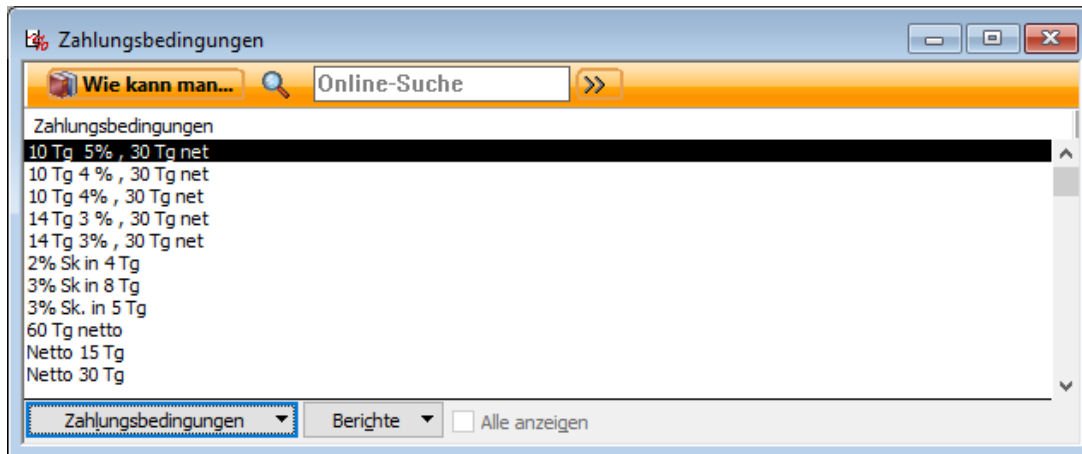 Zahlungsbedingungen
Wie kann man... Online-Suche
Zahlungsbedingungen
10 Tg  5% , 30 Tg net
10 Tg 4 % , 30 Tg net
10 Tg 4% , 30 Tg net
14 Tg 3 % , 30 Tg net
14 Tg 3% , 30 Tg net
2% Sk in 4 Tg
3% Sk in 8 Tg
3% Sk. in 5 Tg
60 Tg netto
Netto 15 Tg
Netto 30 Tg
Zahlungsbedingungen Berichte Alle anzeigen